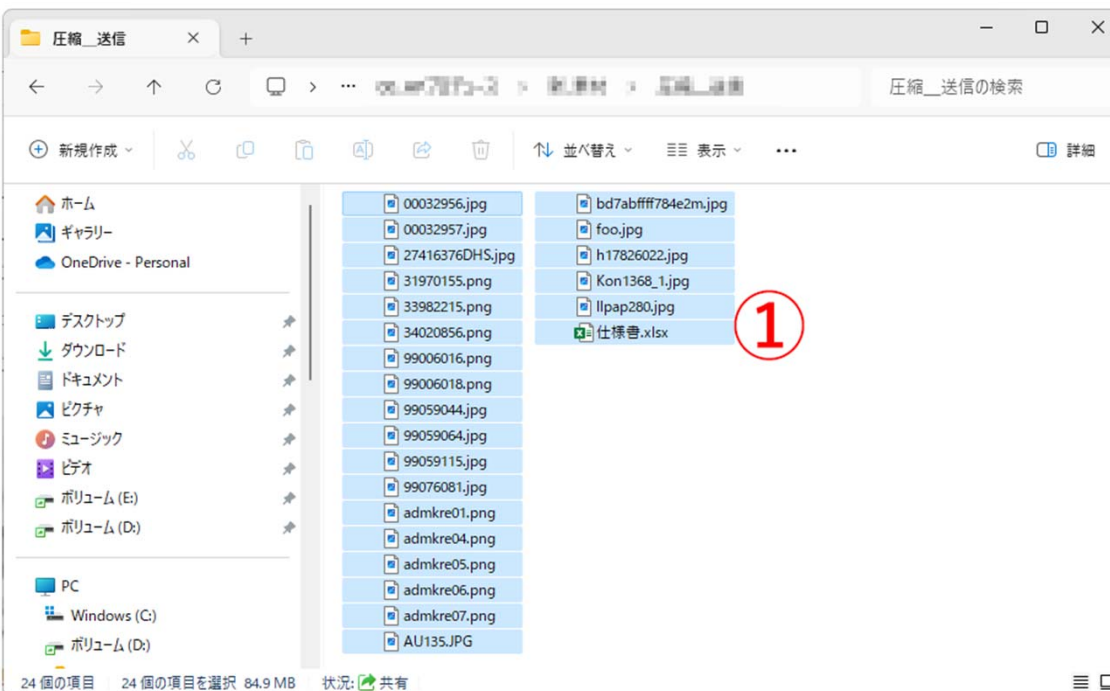 圧縮__送信
圧縮__送信の検索
新規作成
並べ替え
表示
詳細
ホーム
ギャラリー
OneDrive - Personal
デスクトップ
ダウンロード
ドキュメント
ピクチャ
ミュージック
ビデオ
ボリューム (E:)
ボリューム (D:)
PC
Windows (C:)
ボリューム (D:)
00032956.jpg
00032957.jpg
27416376DHS.jpg
31970155.png
33982215.png
34020856.png
99006016.png
99006018.png
99059044.jpg
99059064.jpg
99059115.jpg
99076081.jpg
admkre01.png
admkre04.png
admkre05.png
admkre06.png
admkre07.png
AU135.JPG
bd7abffff784e2m.jpg
foo.jpg
h17826022.jpg
Kon1368_1.jpg
llpap280.jpg
仕様書.xlsx
①
24 個の項目
24 個の項目を選択 84.9 MB
状況: 共有